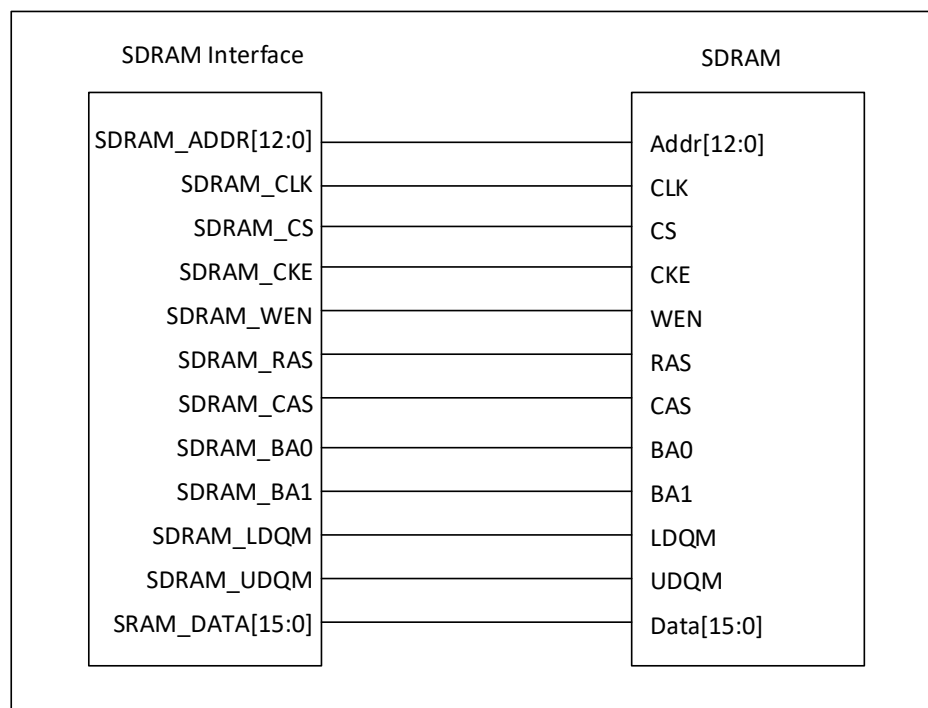 SDRAM Interface
SDRAM
SDRAM_ADDR[12:0]
Addr[12:0]
SDRAM_CLK
CLK
SDRAM_CS
CS
SDRAM_CKE
CKE
SDRAM_WEN
WEN
SDRAM_RAS
RAS
SDRAM_CAS
CAS
SDRAM_BA0
BA0
SDRAM_BA1
BA1
SDRAM_LDQM
LDQM
SDRAM_UDQM
UDQM
SRAM_DATA[15:0]
Data[15:0]